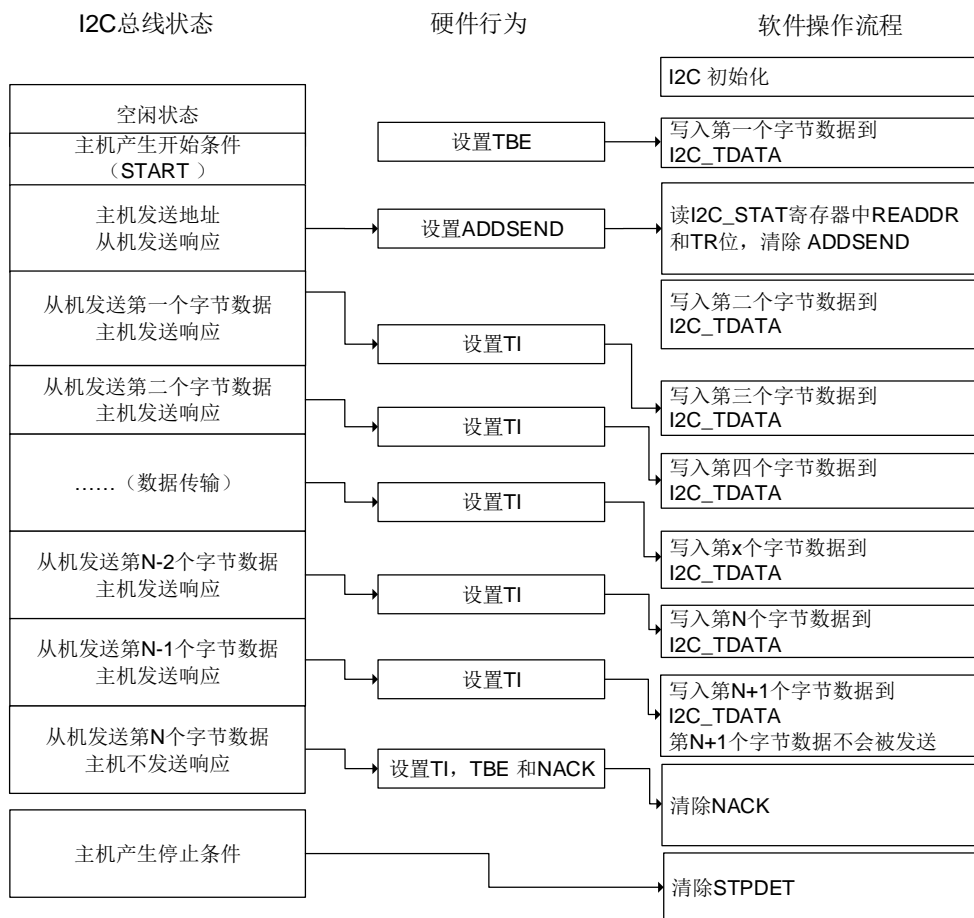 I2C总线状态
硬件行为
软件操作流程
I2C 初始化
空闲状态
主机产生开始条件
（START ）
设置TBE
写入第一个字节数据到
I2C_TDATA
主机发送地址
从机发送响应
设置ADDSEND
读I2C_STAT寄存器中READDR
和TR位，清除 ADDSEND
从机发送第一个字节数据
主机发送响应
设置TI
写入第二个字节数据到
I2C_TDATA
从机发送第二个字节数据
主机发送响应
设置TI
写入第三个字节数据到
I2C_TDATA
……（数据传输）
设置TI
写入第四个字节数据到
I2C_TDATA
从机发送第N-2个字节数据
主机发送响应
设置TI
写入第x个字节数据到
I2C_TDATA
从机发送第N-1个字节数据
主机发送响应
设置TI
写入第N个字节数据到
I2C_TDATA
从机发送第N个字节数据
主机不发送响应
设置TI，TBE 和NACK
写入第N+1个字节数据到
I2C_TDATA
第N+1个字节数据不会被发送
清除NACK
主机产生停止条件
清除STPDET